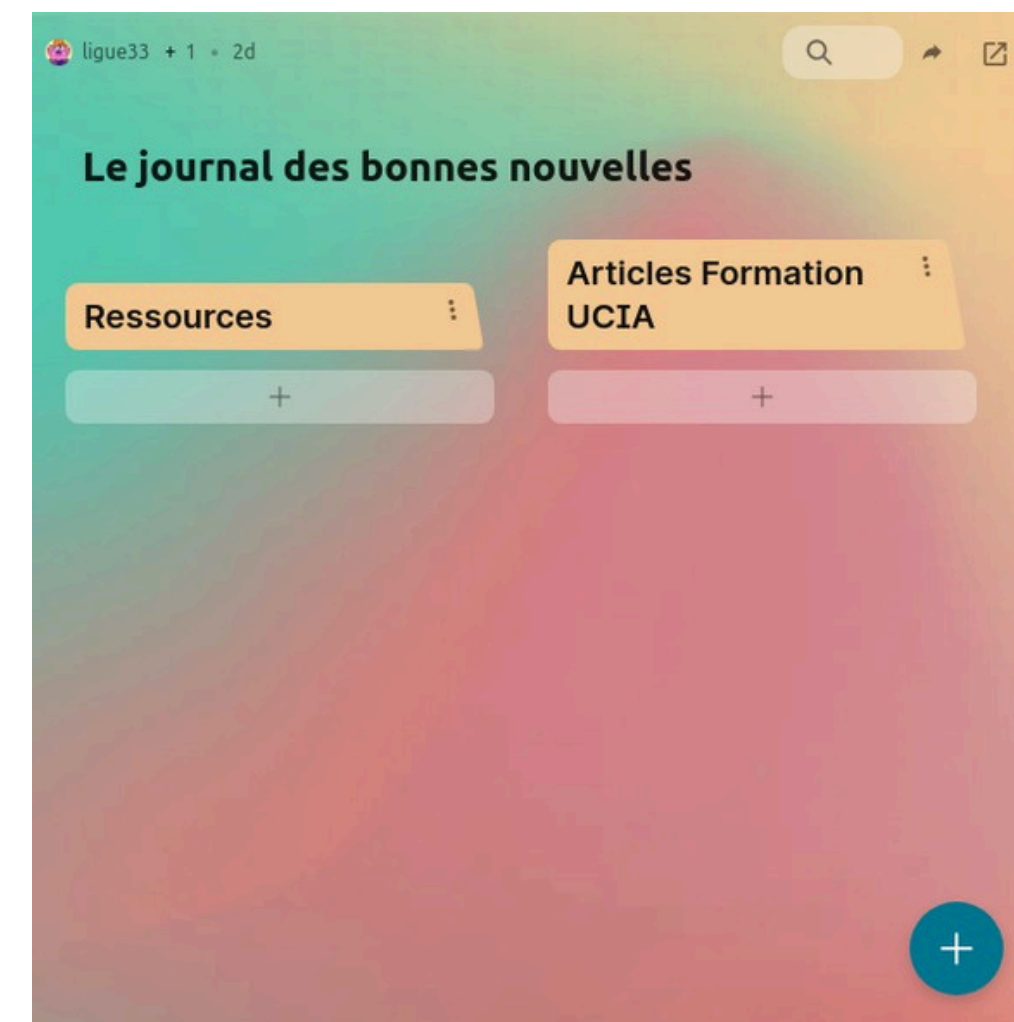 ligue33 + 1 • 2d
Le journal des bonnes nouvelles
Ressources
Articles Formation
UCIA